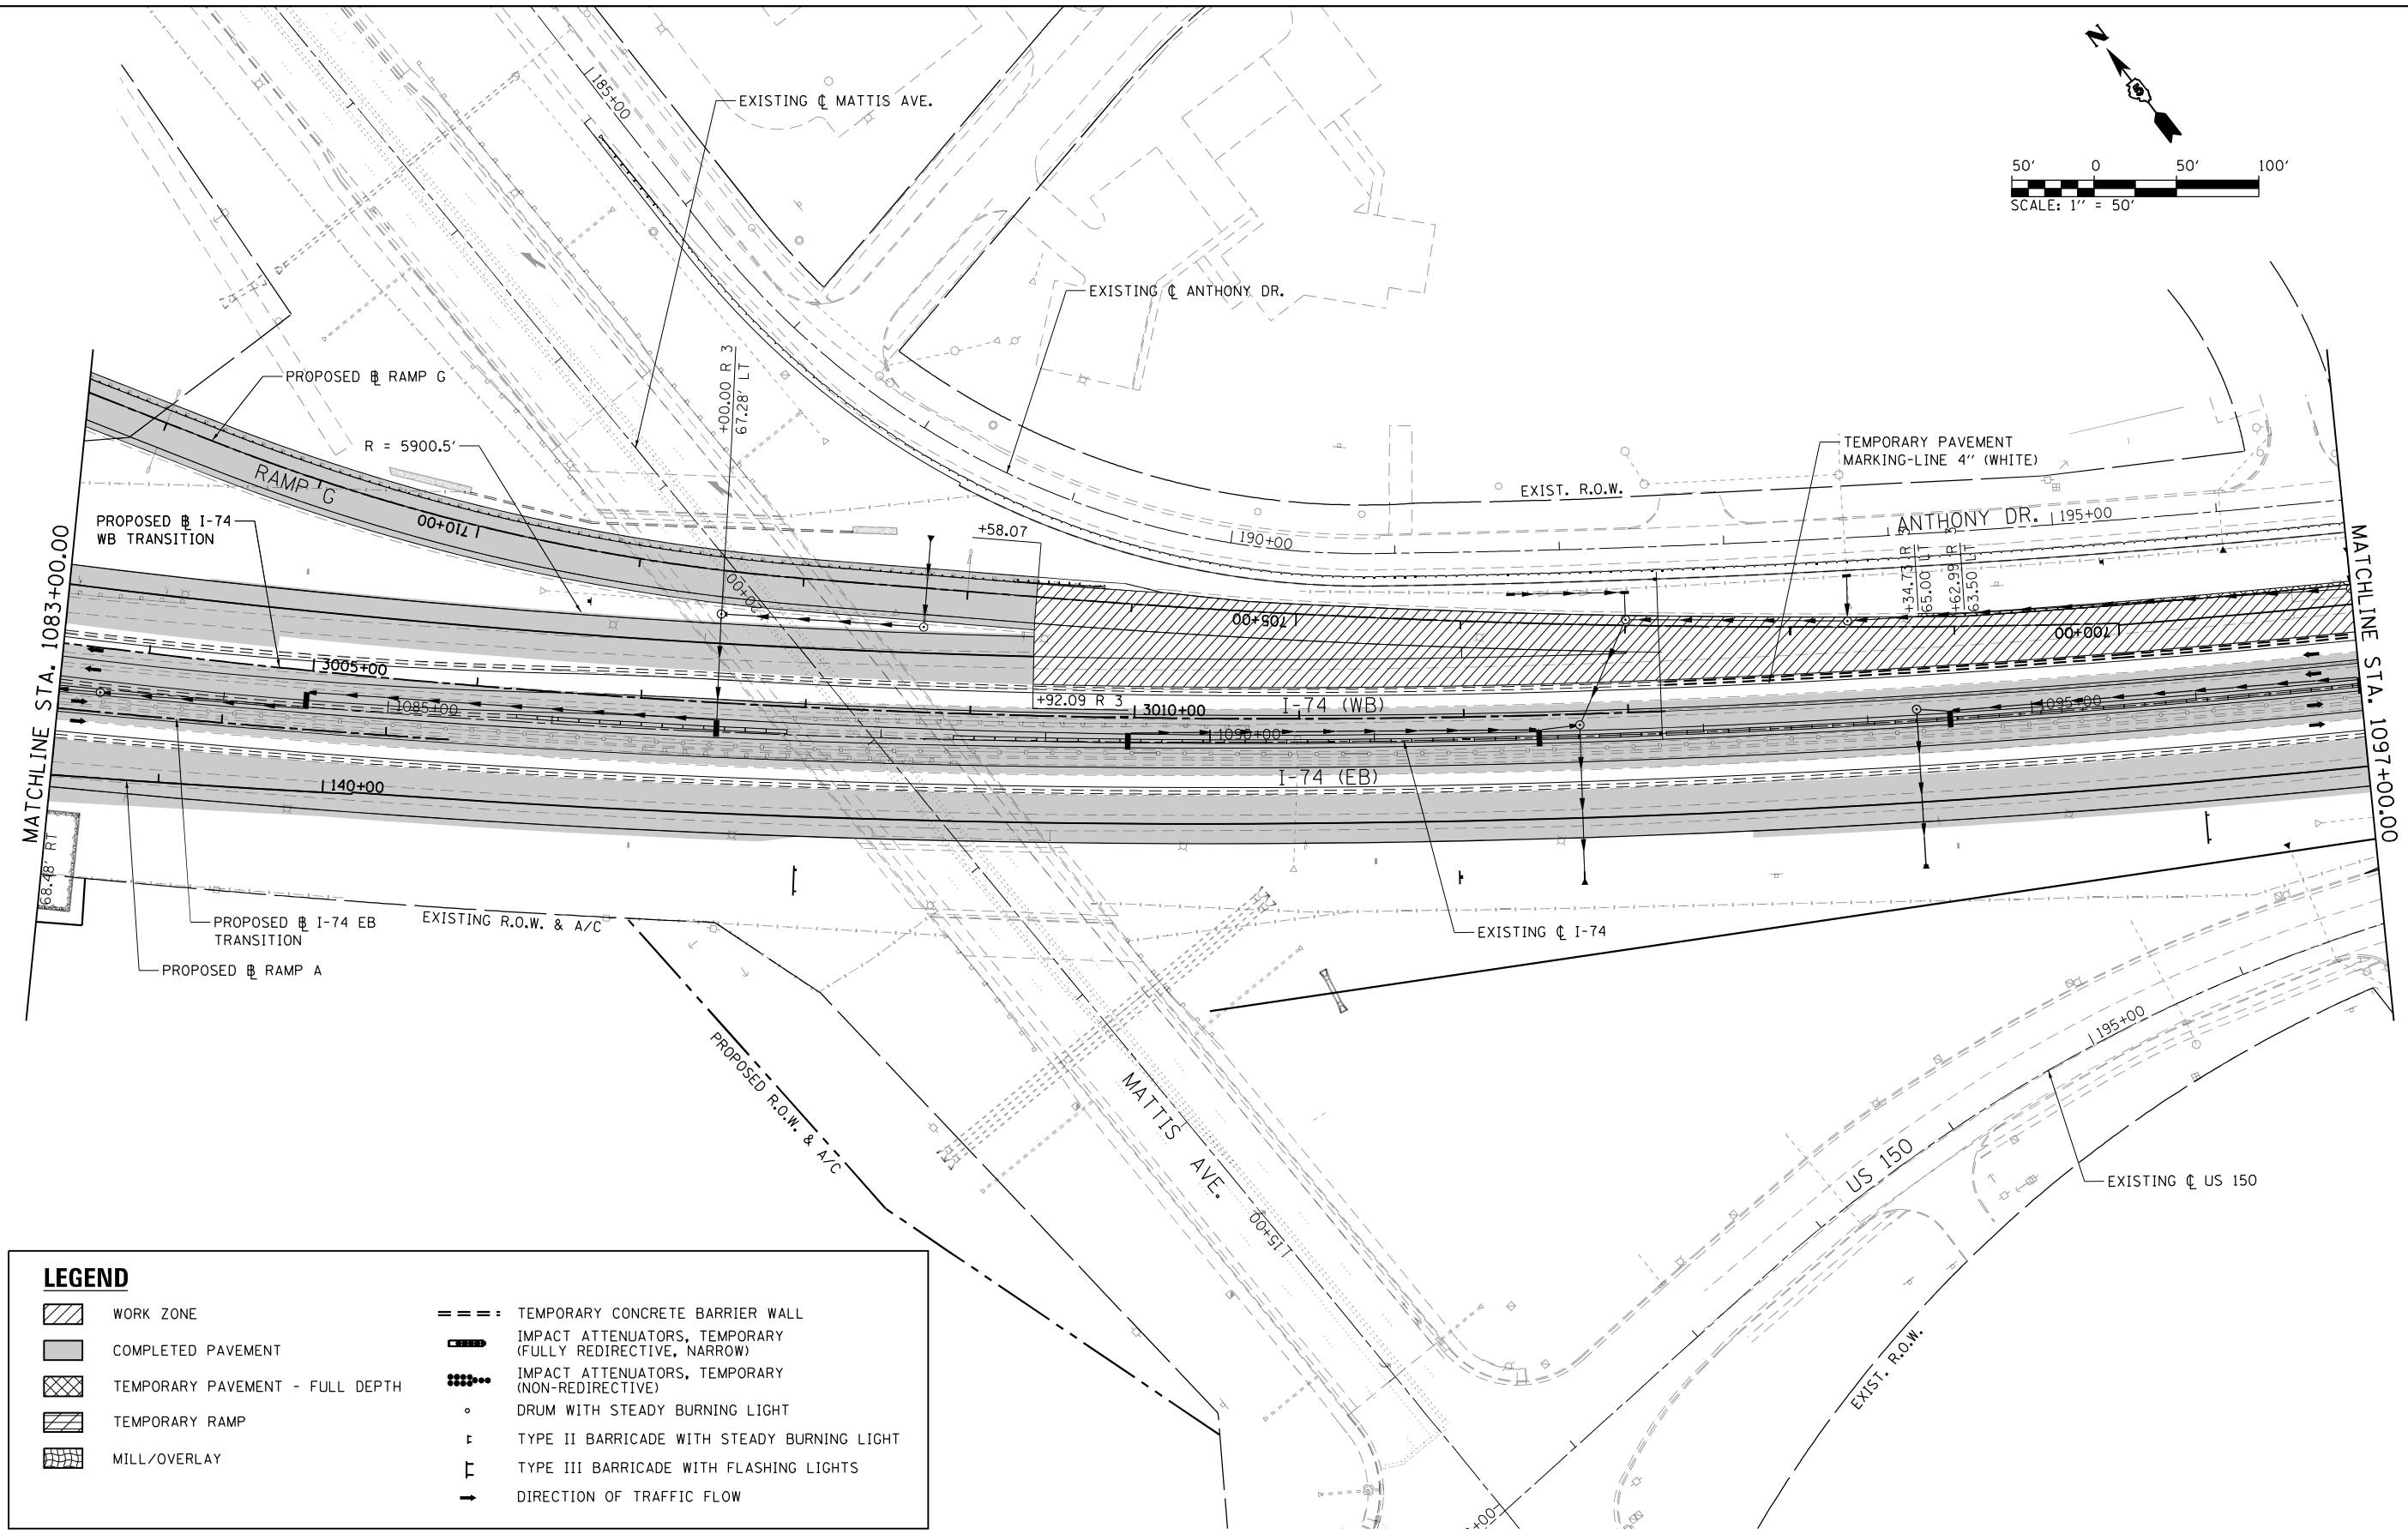 N
50' 0 50' 100'
SCALE: 1'' = 50'
185+00
EXISTING ℄ MATTIS AVE.
EXISTING ℄ ANTHONY DR.
PROPOSED ⅊ RAMP G
R = 5900.5'
+00.00 R 3
67.28' LT
TEMPORARY PAVEMENT
MARKING-LINE 4'' (WHITE)
RAMP G
EXIST. R.O.W.
PROPOSED ⅊ I-74
WB TRANSITION
710+00
+58.07
190+00
ANTHONY DR.
195+00
+34.73 R 3
65.00' LT
+62.99 R 3
63.50' LT
MATCHLINE STA. 1083+00.00
MATCHLINE STA. 1097+00.00
20+00
705+00
700+00
3005+00
+92.09 R 3
3010+00
I-74 (WB)
1085+00
1090+00
1095+00
I-74 (EB)
140+00
68.48' RT
PROPOSED ⅊ I-74 EB
TRANSITION
EXISTING R.O.W. & A/C
EXISTING ℄ I-74
PROPOSED ⅊ RAMP A
PROPOSED R.O.W. & A/C
MATTIS AVE.
195+00
US 150
EXISTING ℄ US 150
15+00
EXIST. R.O.W.
LEGEND
WORK ZONE
COMPLETED PAVEMENT
TEMPORARY PAVEMENT - FULL DEPTH
TEMPORARY RAMP
MILL/OVERLAY
TEMPORARY CONCRETE BARRIER WALL
IMPACT ATTENUATORS, TEMPORARY
(FULLY REDIRECTIVE, NARROW)
IMPACT ATTENUATORS, TEMPORARY
(NON-REDIRECTIVE)
DRUM WITH STEADY BURNING LIGHT
TYPE II BARRICADE WITH STEADY BURNING LIGHT
TYPE III BARRICADE WITH FLASHING LIGHTS
DIRECTION OF TRAFFIC FLOW